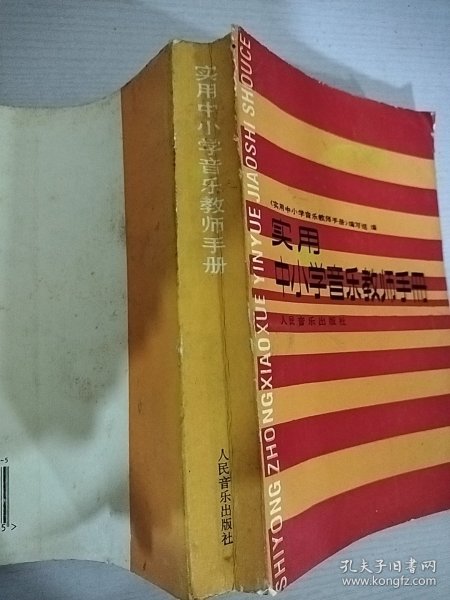 实用中小学音乐教师手册
人民音乐出版社
SHIYONG ZHONGXIAOXUE YINYUE JIAOSHI SHOUCE
《实用中小学音乐教师手册》编写组 编
实用
中小学音乐教师手册
人民音乐出版社
-5
5>
孔夫子旧书网
www.kongfz.com